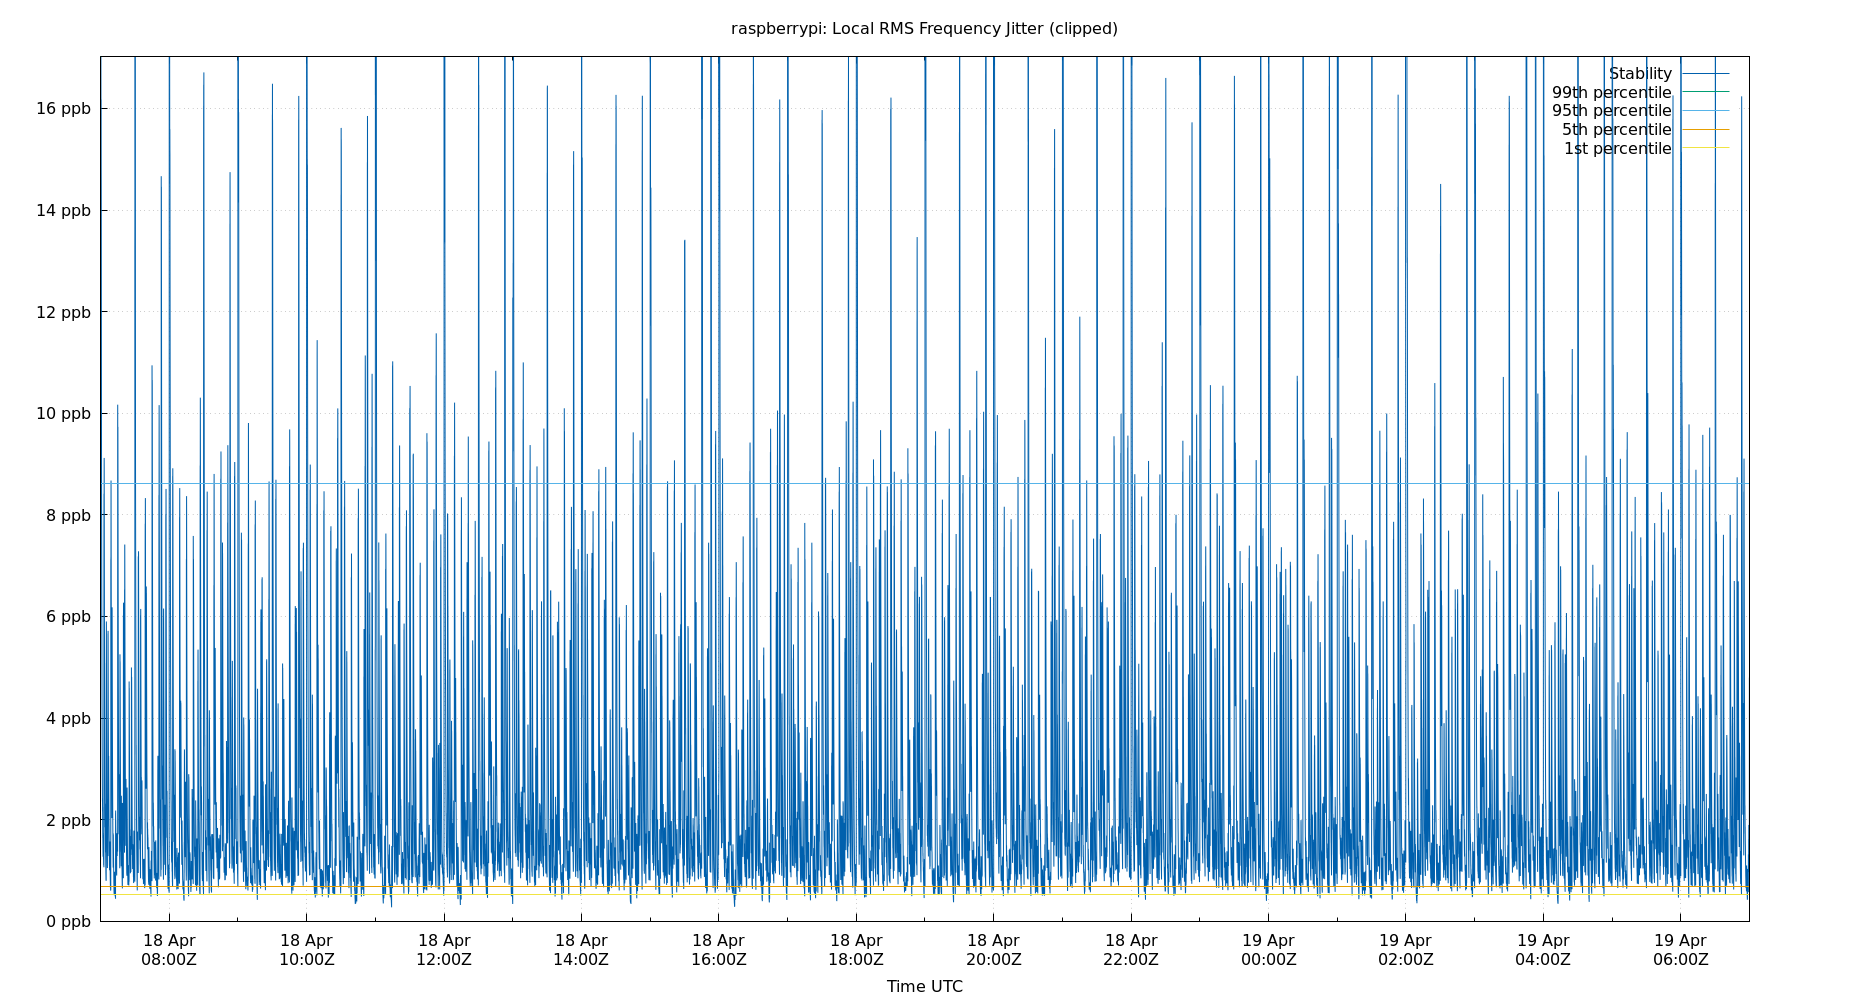 raspberrypi: Local RMS Frequency Jitter (clipped)
Stability
99th percentile
95th percentile
5th percentile
1st percentile
16 ppb
14 ppb
12 ppb
10 ppb
8 ppb
6 ppb
4 ppb
2 ppb
0 ppb
18 Apr 18 Apr 18 Apr 18 Apr 18 Apr 18 Apr 18 Apr 18 Apr 19 Apr 19 Apr 19 Apr 19 Apr
08:00Z 10:00Z 12:00Z 14:00Z 16:00Z 18:00Z 20:00Z 22:00Z 00:00Z 02:00Z 04:00Z 06:00Z
Time UTC